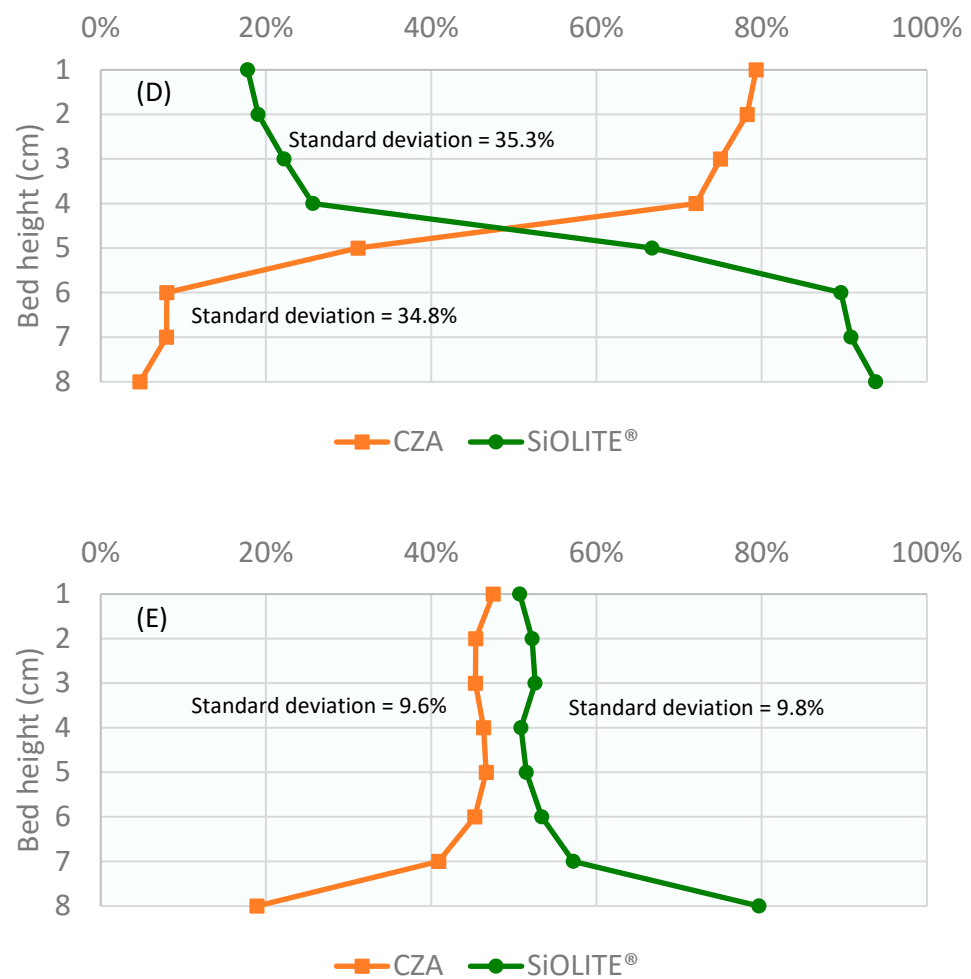 0% 20% 40% 60% 80% 100%
1
(D)
2
Standard deviation = 35.3%
3
4
5
6
Standard deviation = 34.8%
7
8
Bed height (cm)
CZA SiOLITE®
0% 20% 40% 60% 80% 100%
1
(E)
2
3
Standard deviation = 9.6% Standard deviation = 9.8%
4
5
6
7
8
Bed height (cm)
CZA SiOLITE®